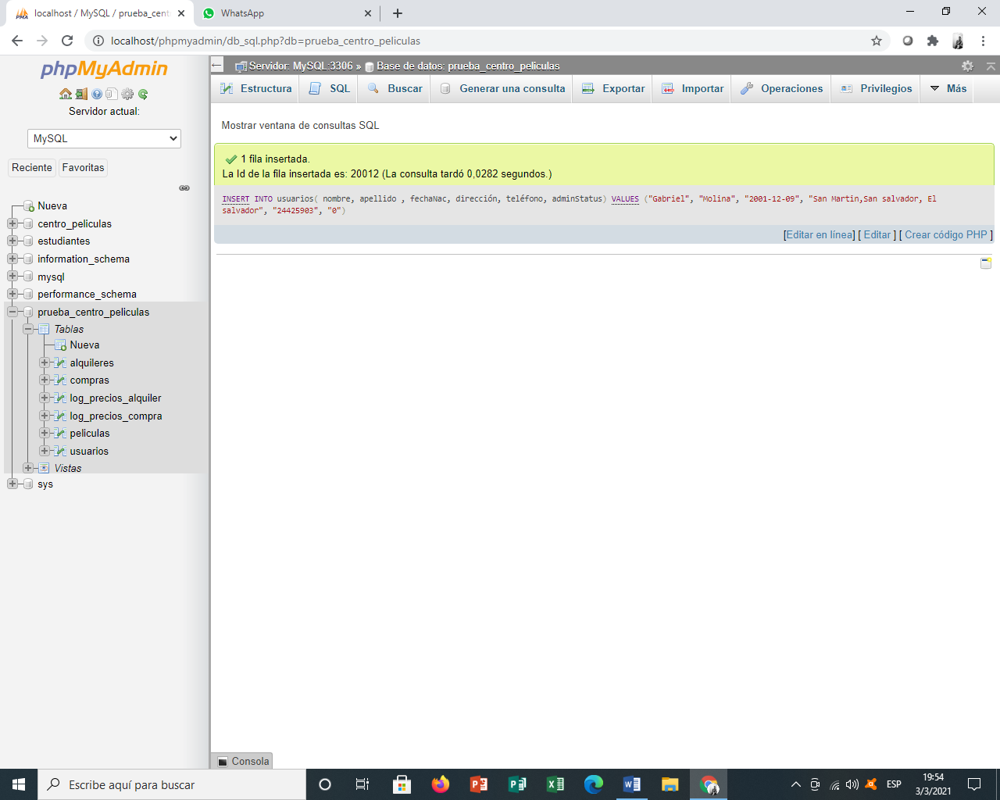 localhost / MySQL / prueba_cent
WhatsApp
localhost/phpmyadmin/db_sql.php?db=prueba_centro_peliculas
phpMyAdmin
Servidor actual:
MySQL
Reciente
Favoritas
Nueva
centro_peliculas
estudiantes
information_schema
mysql
performance_schema
prueba_centro_peliculas
Tablas
Nueva
alquileres
compras
log_precios_alquiler
log_precios_compra
peliculas
usuarios
Vistas
sys
Servidor: MySQL:3306 » Base de datos: prueba_centro_peliculas
Estructura
SQL
Buscar
Generar una consulta
Exportar
Importar
Operaciones
Privilegios
Más
Mostrar ventana de consultas SQL
1 fila insertada.
La Id de la fila insertada es: 20012 (La consulta tardó 0,0282 segundos.)
INSERT INTO usuarios( nombre, apellido , fechaNac, dirección, teléfono, adminStatus) VALUES ("Gabriel", "Molina", "2001-12-09", "San Martin,San salvador, El
salvador", "24425903", "0")
[Editar en línea] [ Editar ] [ Crear código PHP ]
Consola
Escribe aquí para buscar
ESP
19:54
3/3/2021